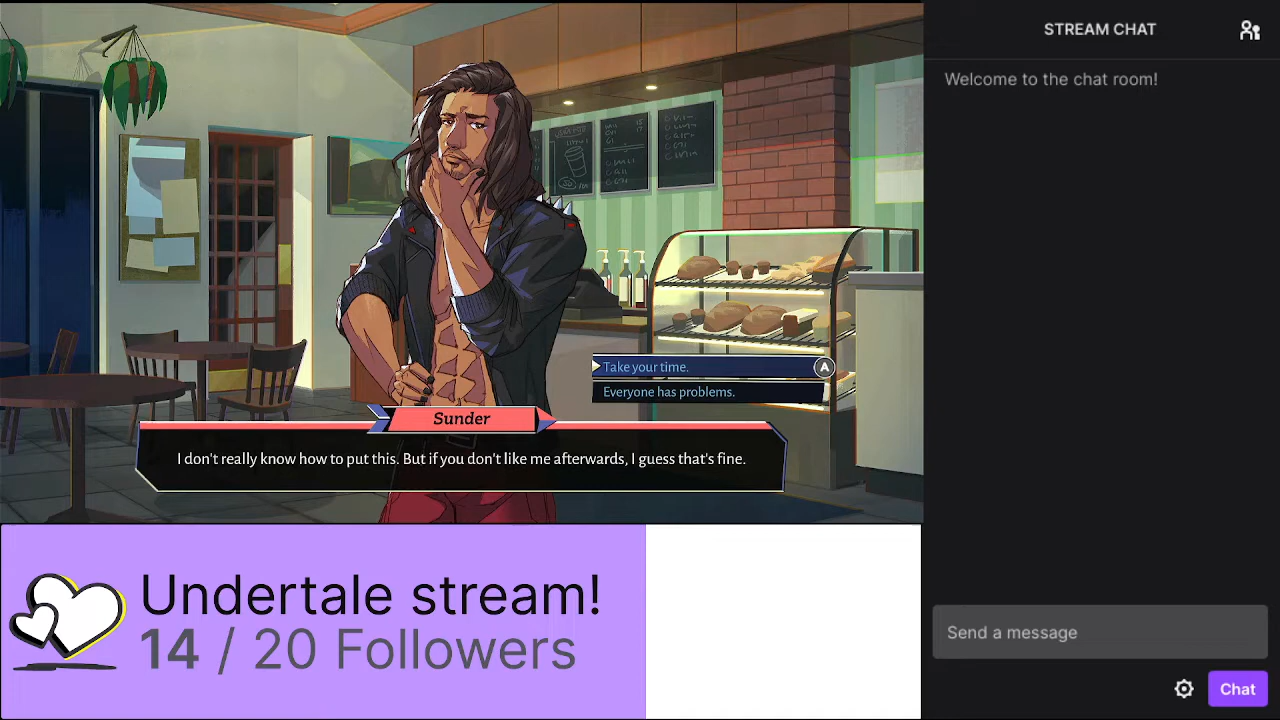 STREAM CHAT
Welcome to the chat room!
Take your time.
A
Everyone has problems.
Sunder
I don't really know how to put this. But if you don't like me afterwards, I guess that's fine.
Undertale stream!
14 / 20 Followers
Send a message
Chat